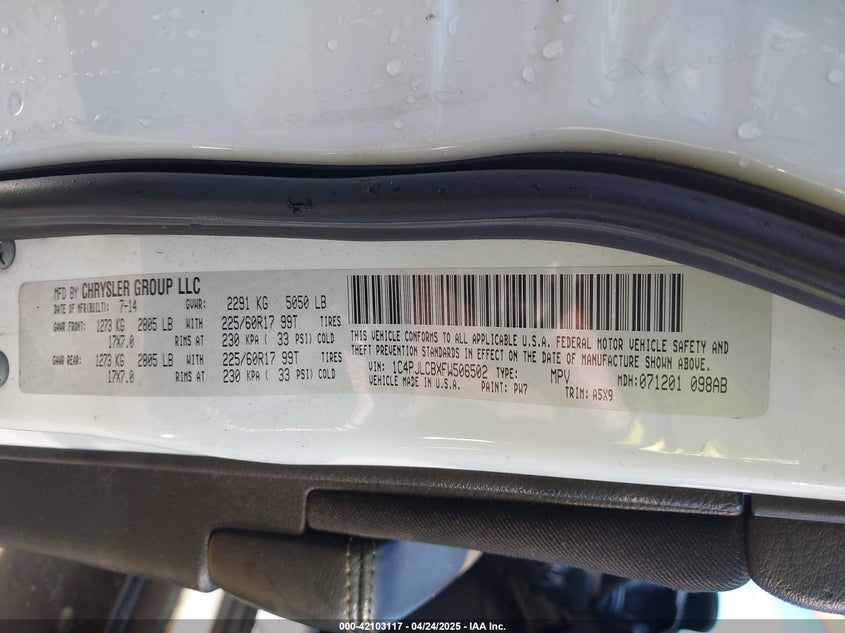 MFD BY CHRYSLER GROUP LLC
DATE OF MFR(BUILT): 7-14 GVWR: 2291 KG 5050 LB
GAWR FRONT: 1273 KG 2805 LB WITH 225/60R17 99T TIRES
17X7.0 RIMS AT 230 KPA ( 33 PSI) COLD
GAWR REAR: 1273 KG 2805 LB WITH 225/60R17 99T TIRES
17X7.0 RIMS AT 230 KPA ( 33 PSI) COLD
THIS VEHICLE CONFORMS TO ALL APPLICABLE U.S.A. FEDERAL MOTOR VEHICLE SAFETY AND
THEFT PREVENTION STANDARDS IN EFFECT ON THE DATE OF MANUFACTURE SHOWN ABOVE.
VIN: 1C4PJLCBXFW506502 TYPE: MPV MDH:071201 098AB
VEHICLE MADE IN U.S.A. PAINT: PW7 TRIM: A5X9
000-42103117 - 04/24/2025 - IAA Inc.